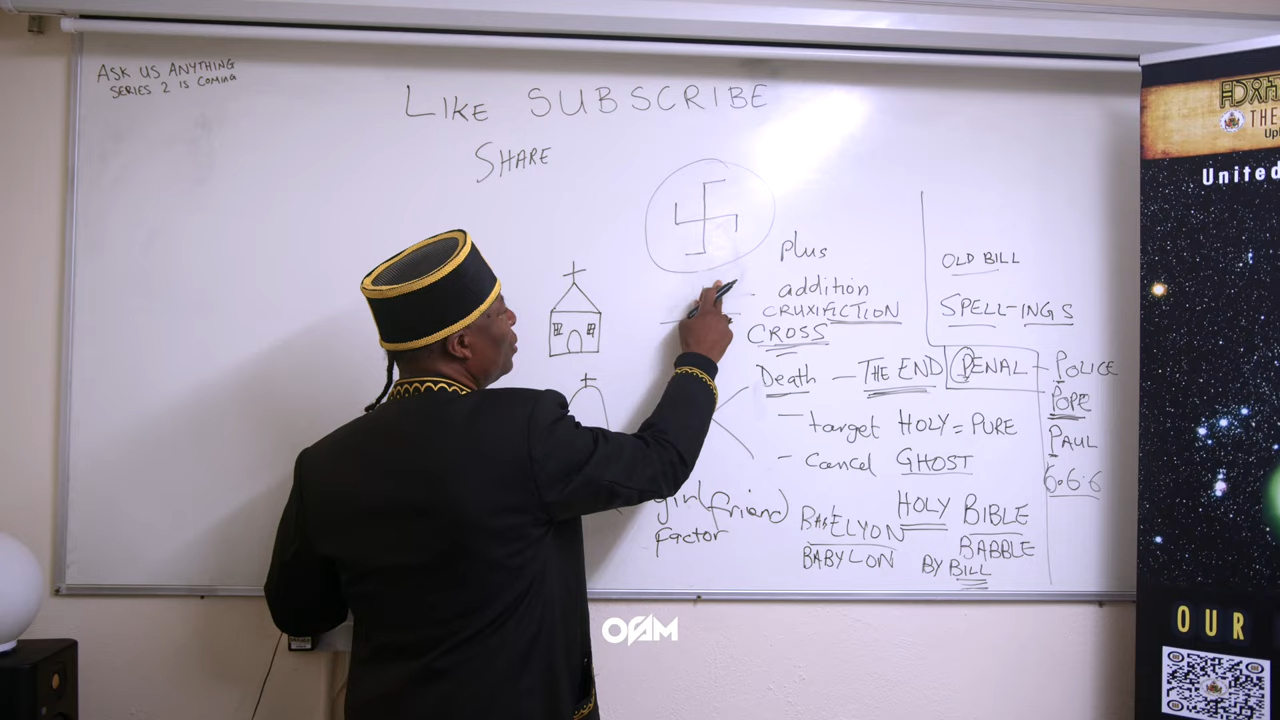 ASK US ANYTHING
SERIES 2 IS COMING
LIKE SUBSCRIBE
SHARE
plus
addition
CRUXIFICTION
CROSS
Death — THE END
- target HOLY = PURE
- Cancel GHOST
girl(friend)
factor
BABELYON
BABYLON
HOLY BIBLE
BABBLE
BY BILL
OLD BILL
SPELL-INGS
PENAL - POLICE
POPE
PAUL
6.6.6
THE
United
OUR